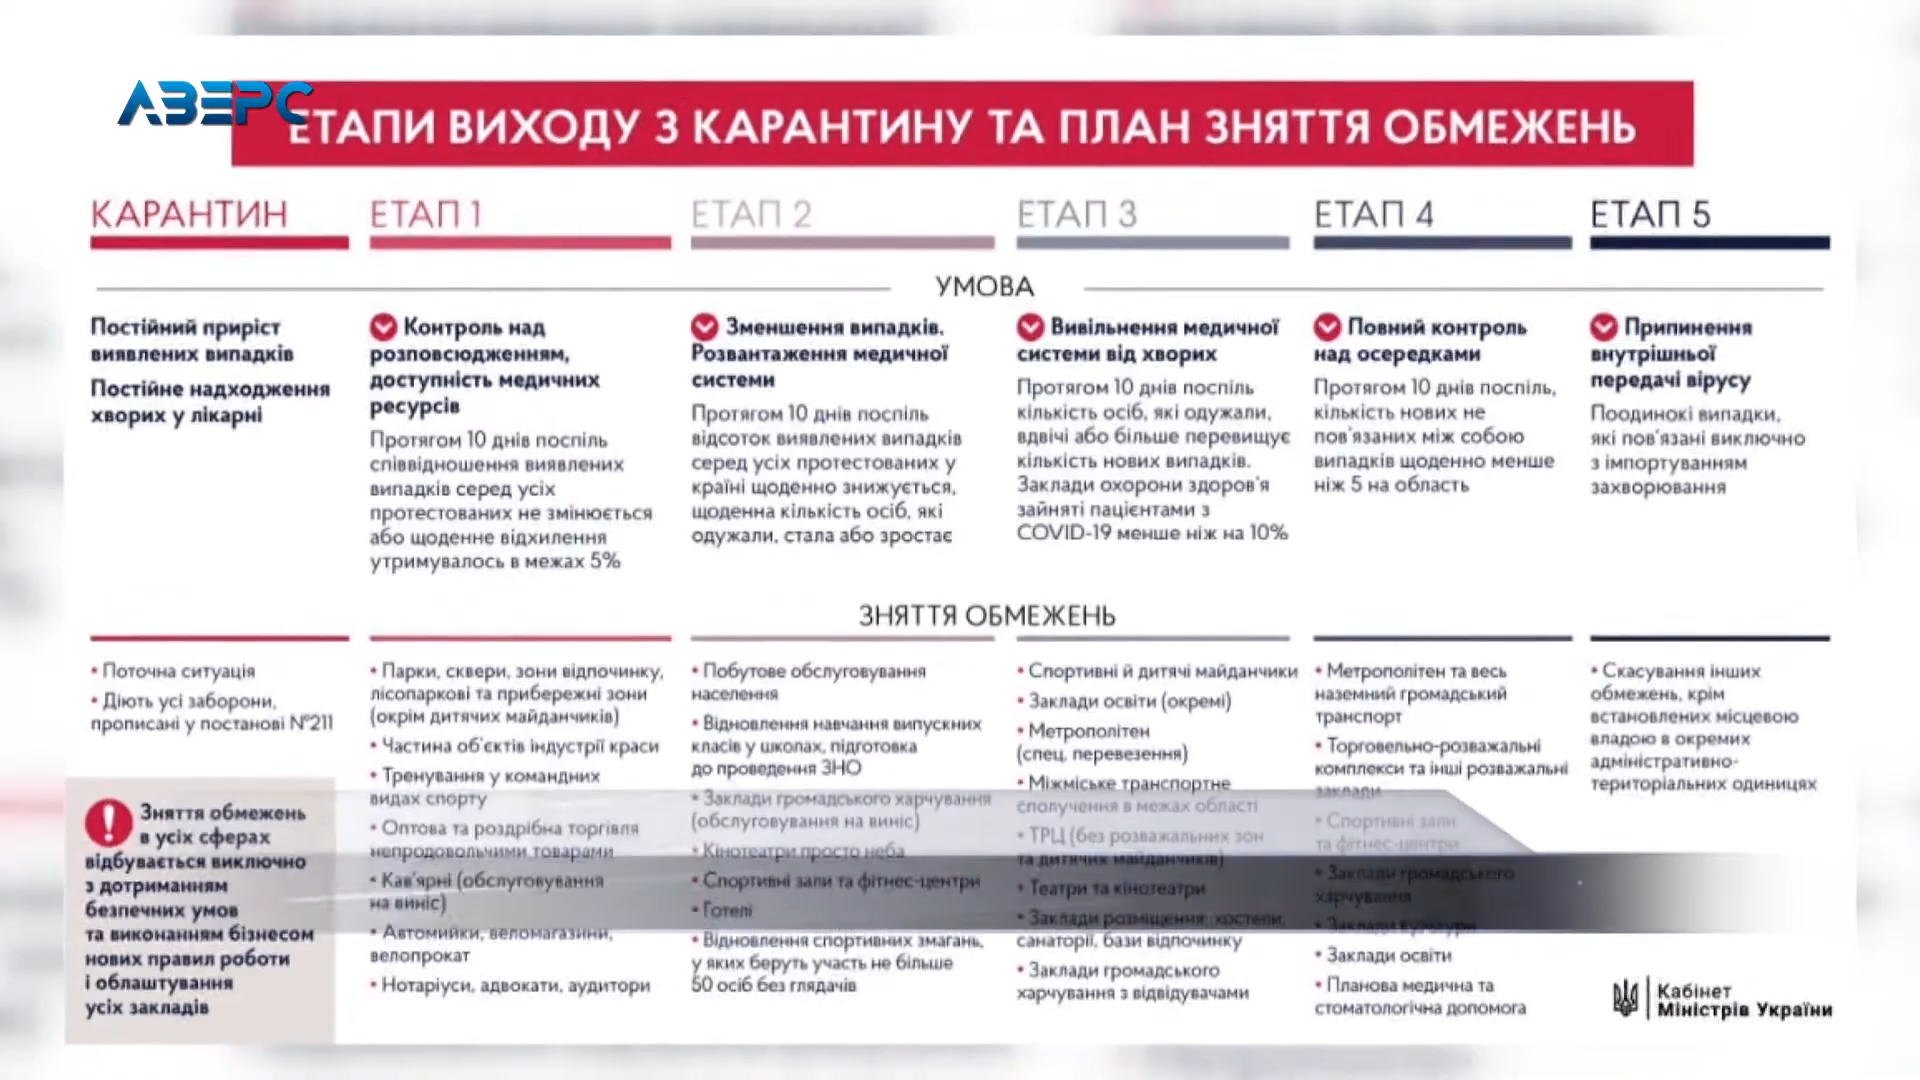 АВЕРС
ЕТАПИ ВИХОДУ З КАРАНТИНУ ТА ПЛАН ЗНЯТТЯ ОБМЕЖЕНЬ
КАРАНТИН
ЕТАП 1
ЕТАП 2
ЕТАП 3
ЕТАП 4
ЕТАП 5
УМОВА
Постійний приріст
виявлених випадків
Постійне надходження
хворих у лікарні
Контроль над
розповсюдженням,
доступність медичних
ресурсів
Протягом 10 днів поспіль
співвідношення виявлених
випадків серед усіх
протестованих не змінюється
або щоденне відхилення
утримувалось в межах 5%
Зменшення випадків.
Розвантаження медичної
системи
Протягом 10 днів поспіль
відсоток виявлених випадків
серед усіх протестованих у
країні щоденно знижується,
щоденна кількість осіб, які
одужали, стала або зростає
Вивільнення медичної
системи від хворих
Протягом 10 днів поспіль
кількість осіб, які одужали,
вдвічі або більше перевищує
кількість нових випадків.
Заклади охорони здоров'я
зайняті пацієнтами з
COVID-19 менше ніж на 10%
Повний контроль
над осередками
Протягом 10 днів поспіль,
кількість нових не
пов'язаних між собою
випадків щоденно менше
ніж 5 на область
Припинення
внутрішньої
передачі вірусу
Поодинокі випадки,
які пов'язані виключно
з імпортуванням
захворювання
ЗНЯТТЯ ОБМЕЖЕНЬ
• Поточна ситуація
• Діють усі заборони,
прописані у постанові №211
! Зняття обмежень
в усіх сферах
відбувається виключно
з дотриманням
безпечних умов
та виконанням бізнесом
нових правил роботи
і облаштування
усіх закладів
• Парки, сквери, зони відпочинку,
лісопаркові та прибережні зони
(окрім дитячих майданчиків)
• Частина об'єктів індустрії краси
• Тренування у командних
видах спорту
• Оптова та роздрібна торгівля
непродовольчими товарами
• Кав'ярні (обслуговування
на виніс)
• Автомийки, веломагазини,
велопрокат
• Нотаріуси, адвокати, аудитори
• Побутове обслуговування
населення
• Відновлення навчання випускних
класів у школах, підготовка
до проведення ЗНО
• Заклади громадського харчування
(обслуговування на виніс)
• Кінотеатри просто неба
• Спортивні зали та фітнес-центри
• Готелі
• Відновлення спортивних змагань,
у яких беруть участь не більше
50 осіб без глядачів
• Спортивні й дитячі майданчики
• Заклади освіти (окремі)
• Метрополітен
(спец. перевезення)
• Міжміське транспортне
сполучення в межах області
• ТРЦ (без розважальних зон
та дитячих майданчиків)
• Театри та кінотеатри
• Заклади розміщення: хостели,
санаторії, бази відпочинку
• Заклади громадського
харчування з відвідувачами
• Метрополітен та весь
наземний громадський
транспорт
• Торговельно-розважальні
комплекси та інші розважальні
заклади
• Спортивні зали
та фітнес-центри
• Заклади громадського
харчування
• Заклади культури
• Заклади освіти
• Планова медична та
стоматологічна допомога
• Скасування інших
обмежень, крім
встановлених місцевою
владою в окремих
адміністративно-
територіальних одиницях
Кабінет
Міністрів України